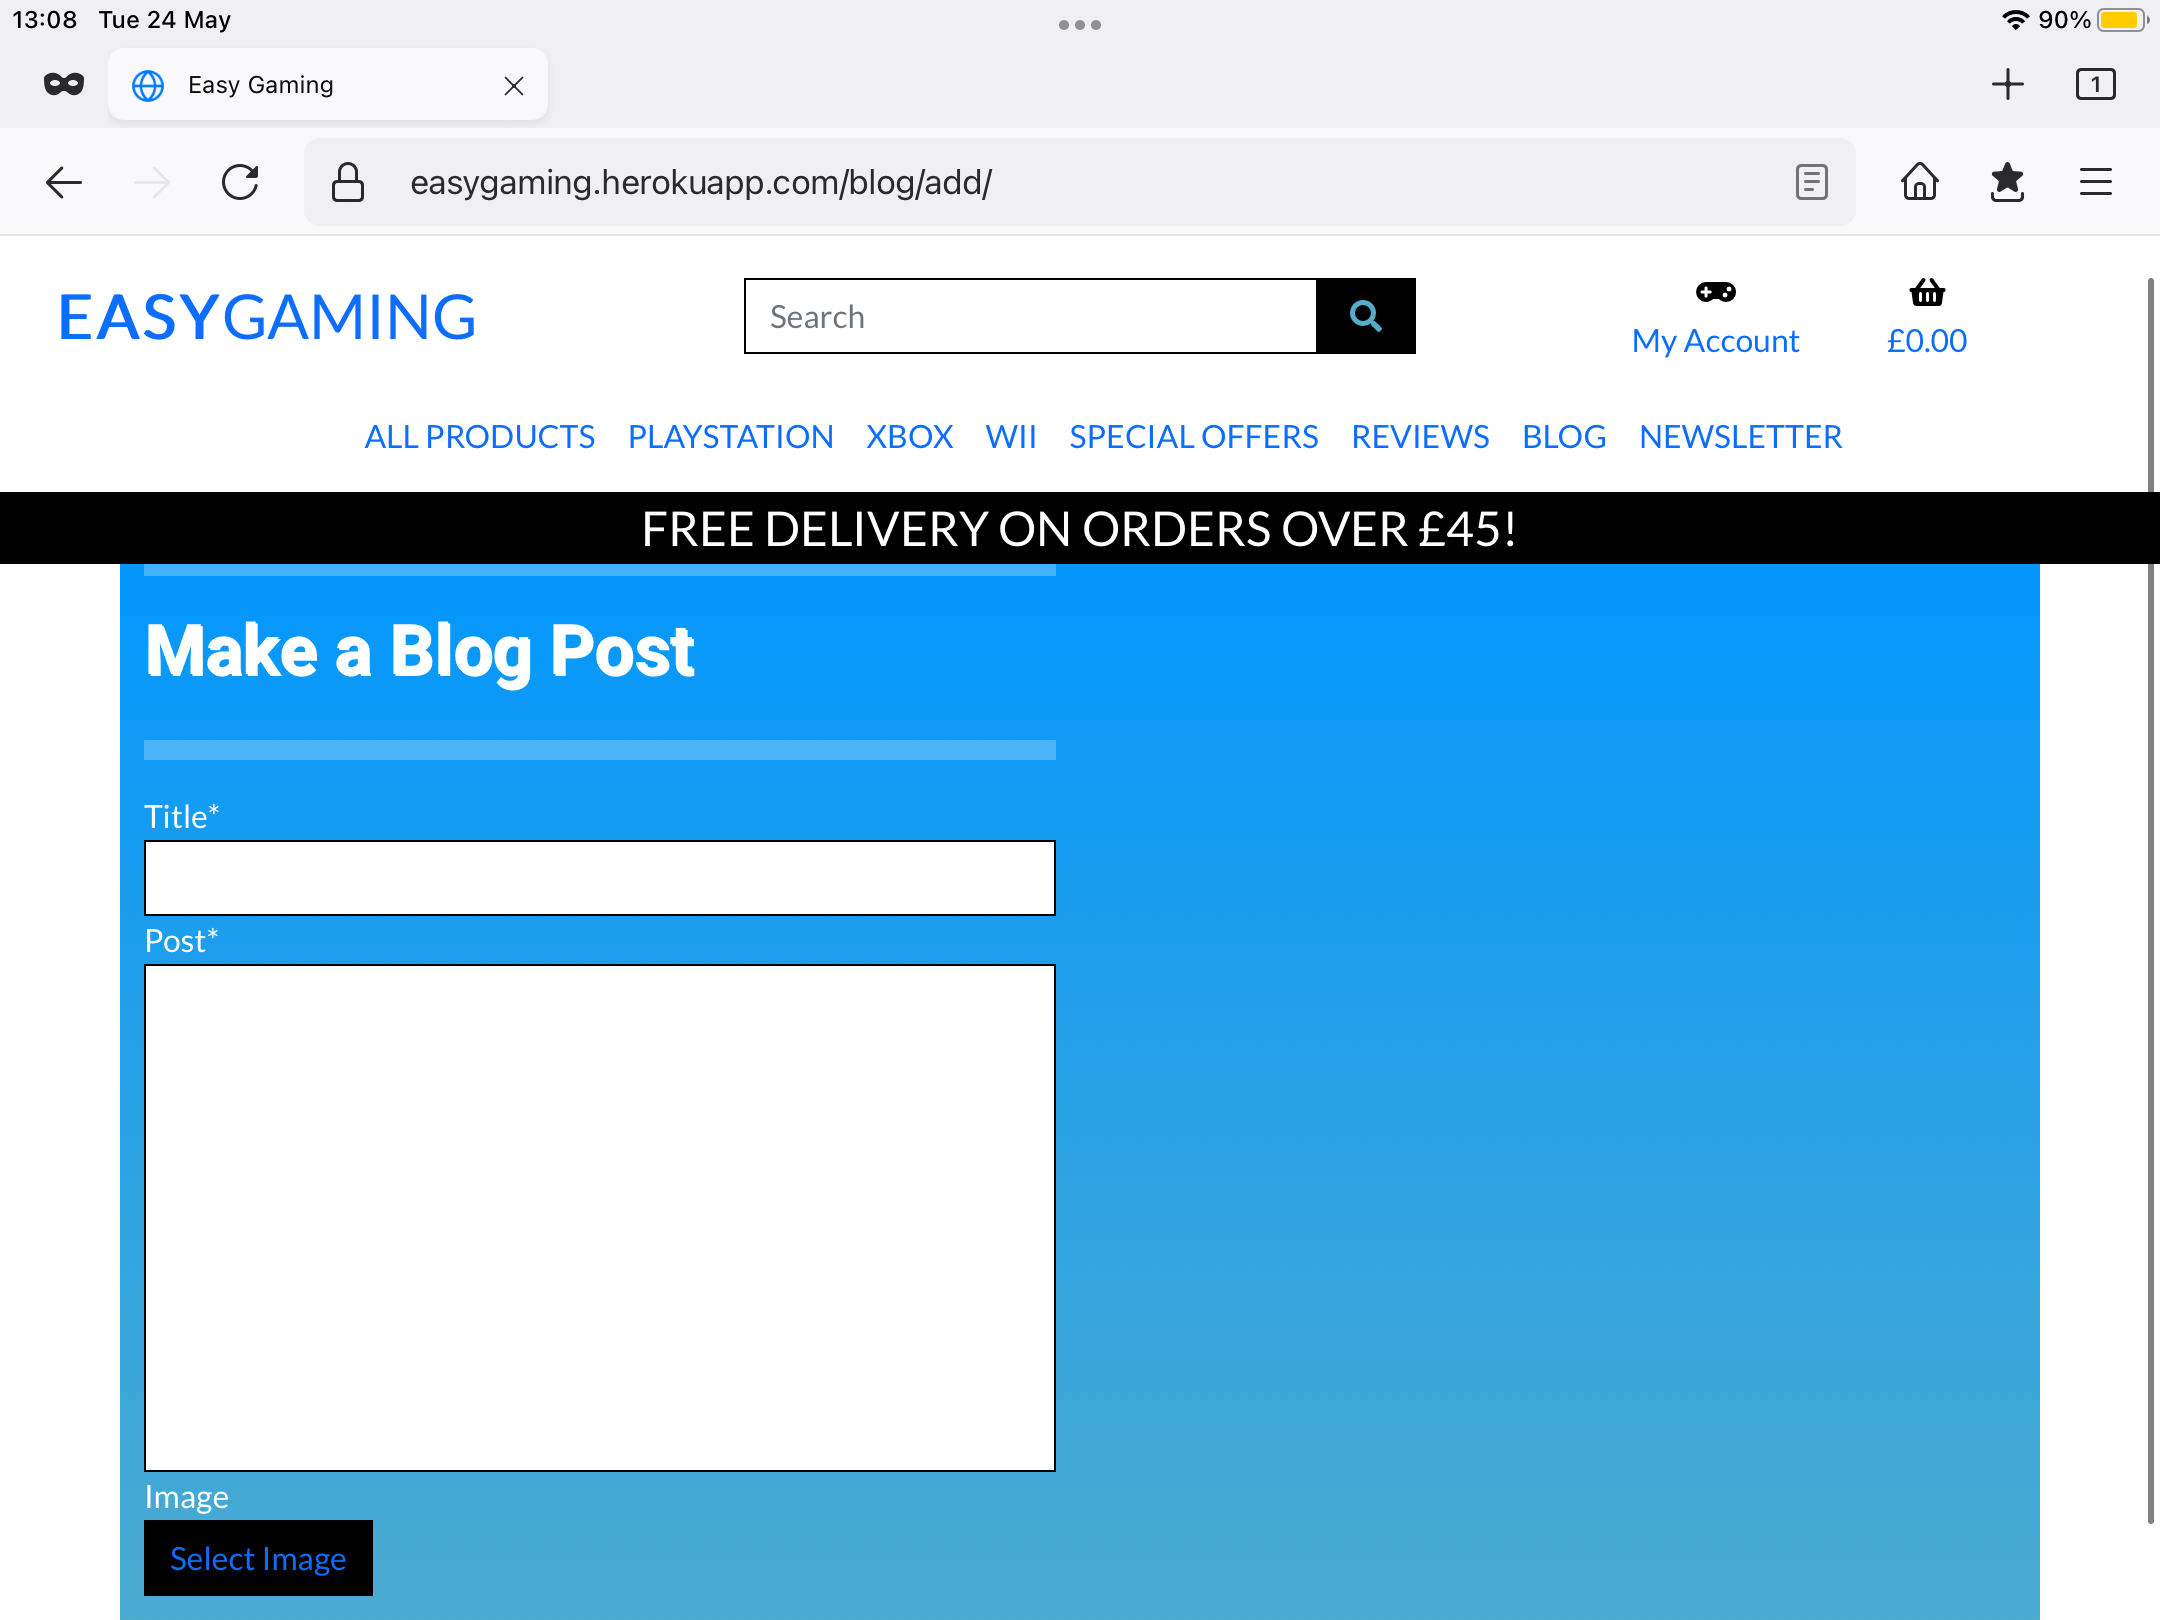 13:08 Tue 24 May
90%
Easy Gaming
1
easygaming.herokuapp.com/blog/add/
EASYGAMING
Search
My Account
£0.00
ALL PRODUCTS PLAYSTATION XBOX WII SPECIAL OFFERS REVIEWS BLOG NEWSLETTER
FREE DELIVERY ON ORDERS OVER £45!
Make a Blog Post
Title*
Post*
Image
Select Image